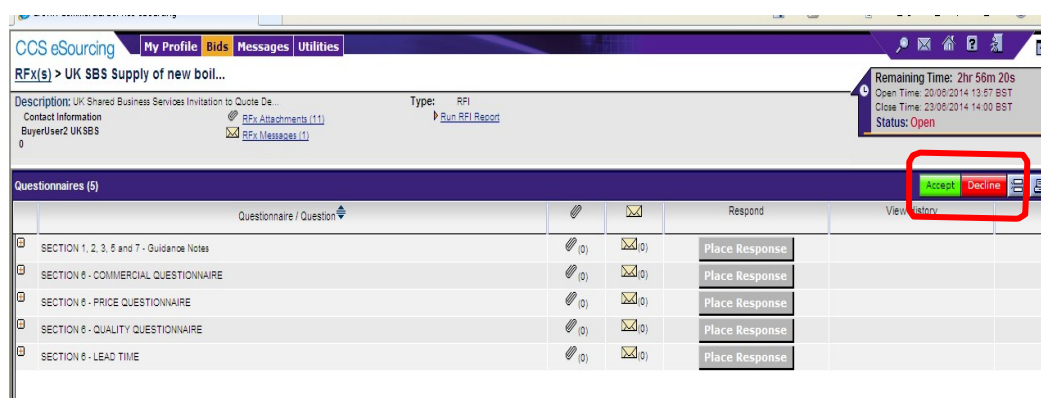 CCS eSourcing My Profile Bids Messages Utilities
RFx(s) > UK SBS Supply of new boil...
Remaining Time: 2hr 56m 20s
Open Time: 20/06/2014 13:57 BST
Close Time: 23/06/2014 14:00 BST
Status: Open
Description: UK Shared Business Services Invitation to Quote De...
Type: RFI
Contact Information
RFx Attachments (11)
Run RFI Report
BuyerUser2 UKSBS
RFx Messages (1)
0
Questionnaires (5)
Accept Decline
Questionnaire / Question Respond View History
SECTION 1, 2, 3, 5 and 7 - Guidance Notes (0) (0) Place Response
SECTION 6 - COMMERCIAL QUESTIONNAIRE (0) (0) Place Response
SECTION 6 - PRICE QUESTIONNAIRE (0) (0) Place Response
SECTION 6 - QUALITY QUESTIONNAIRE (0) (0) Place Response
SECTION 6 - LEAD TIME (0) (0) Place Response